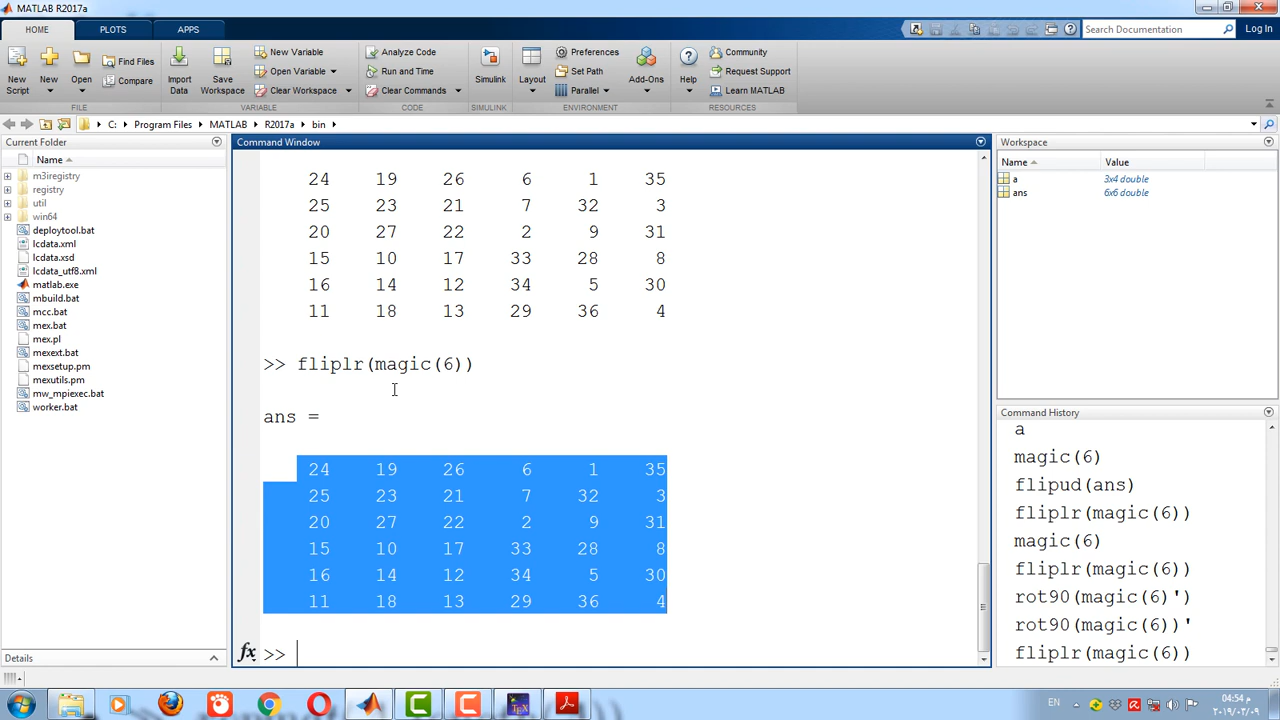 MATLAB R2017a
HOME PLOTS APPS Search Documentation Log In
New Script New Open Find Files Compare Import Data Save Workspace New Variable Open Variable Clear Workspace Analyze Code Run and Time Clear Commands Simulink Layout Preferences Set Path Parallel Add-Ons Help Community Request Support Learn MATLAB
FILE VARIABLE CODE SIMULINK ENVIRONMENT RESOURCES
C: Program Files MATLAB R2017a bin
Current Folder
Name
m3iregistry
registry
util
win64
deploytool.bat
lcdata.xml
lcdata.xsd
lcdata_utf8.xml
matlab.exe
mbuild.bat
mcc.bat
mex.bat
mex.pl
mexext.bat
mexsetup.pm
mexutils.pm
mw_mpiexec.bat
worker.bat
Details
Command Window
24 19 26 6 1 35
25 23 21 7 32 3
20 27 22 2 9 31
15 10 17 33 28 8
16 14 12 34 5 30
11 18 13 29 36 4
>> fliplr(magic(6))
ans =
24 19 26 6 1 35
25 23 21 7 32 3
20 27 22 2 9 31
15 10 17 33 28 8
16 14 12 34 5 30
11 18 13 29 36 4
fx >>
Workspace
Name Value
a 3x4 double
ans 6x6 double
Command History
a
magic(6)
flipud(ans)
fliplr(magic(6))
magic(6)
fliplr(magic(6))
rot90(magic(6)')
rot90(magic(6))'
fliplr(magic(6))
TEX
EN
04:54 م
٢٠١٩/٠٣/٠٩